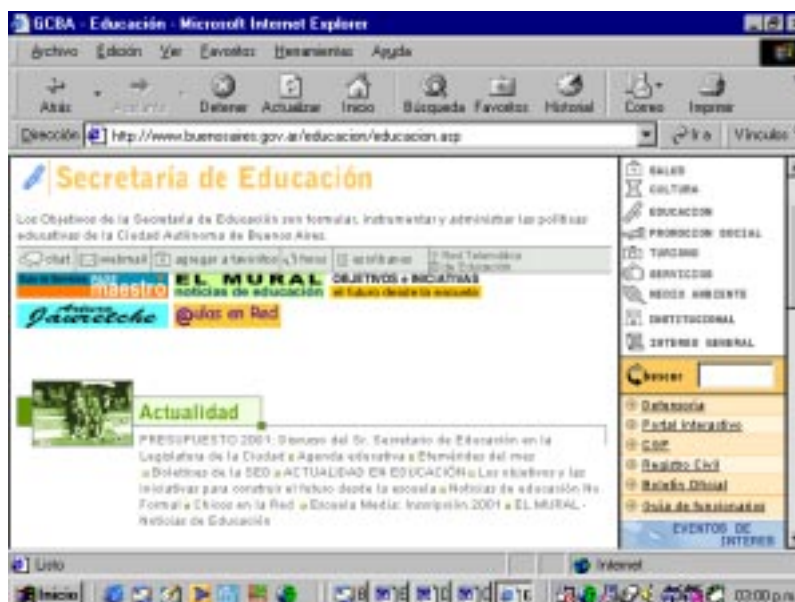 GCBA - Educación - Microsoft Internet Explorer
Archivo Edición Ver Favoritos Herramientas Ayuda
Atrás Adelante Detener Actualizar Inicio Búsqueda Favoritos Historial Correo Imprimir
Dirección http://www.buenosaires.gov.ar/educacion/educacion.asp Ir a Vínculos
Secretaría de Educación
Los Objetivos de la Secretaría de Educación son formular, instrumentar y administrar las políticas
educativas de la Ciudad Autónoma de Buenos Aires.
chat webmail agregar a favoritos foros escríbanos Red Telemática
de Educación
maestro EL MURAL OBJETIVOS e INICIATIVAS
noticias de educación el futuro desde la escuela
Arturo
Jauretche @ulas en Red
Actualidad
PRESUPUESTO 2001: Discurso del Sr. Secretario de Educación en la
Legislatura de la Ciudad Agenda educativa Efemérides del mes
Boletines de la SED ACTUALIDAD EN EDUCACIÓN Los objetivos y las
iniciativas para construir el futuro desde la escuela Noticias de educación No
Formal Chicos en la Red Escuela Media: Inscripción 2001 EL MURAL -
Noticias de Educación
SALUD
CULTURA
EDUCACION
PROMOCION SOCIAL
TURISMO
SERVICIOS
MEDIO AMBIENTE
INSTITUCIONAL
INTERES GENERAL
buscar
Defensoría
Portal Interactivo
CGP
Registro Civil
Boletín Oficial
Guía de funcionarios
EVENTOS DE
INTERES
Listo Internet
Inicio 03:00 p.m.